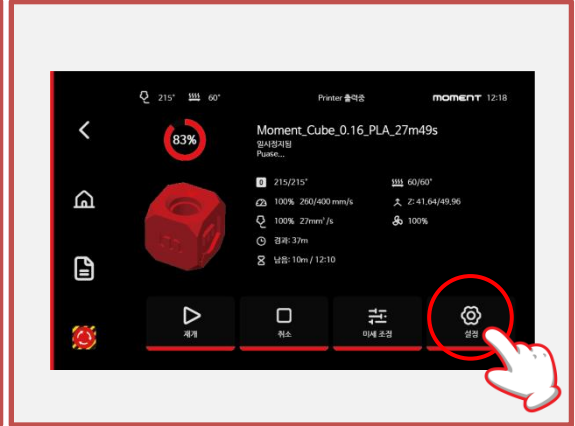 215° 60° Printer 출력중 moment 12:18
83%
Moment_Cube_0.16_PLA_27m49s
일시정지됨
Puase...
0 215/215° 60/60°
100% 260/400 mm/s Z: 41.64/49.96
100% 27mm³/s 100%
경과: 37m
남음: 10m / 12:10
재개 취소 미세 조정 설정